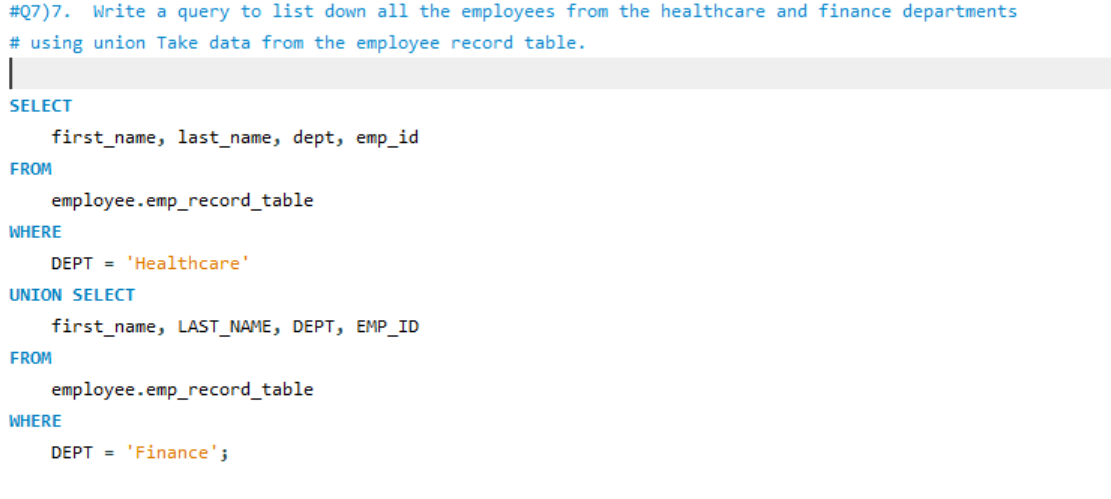 #Q7)7.  Write a query to list down all the employees from the healthcare and finance departments
# using union Take data from the employee record table.
SELECT
    first_name, last_name, dept, emp_id
FROM
    employee.emp_record_table
WHERE
    DEPT = 'Healthcare'
UNION SELECT
    first_name, LAST_NAME, DEPT, EMP_ID
FROM
    employee.emp_record_table
WHERE
    DEPT = 'Finance';